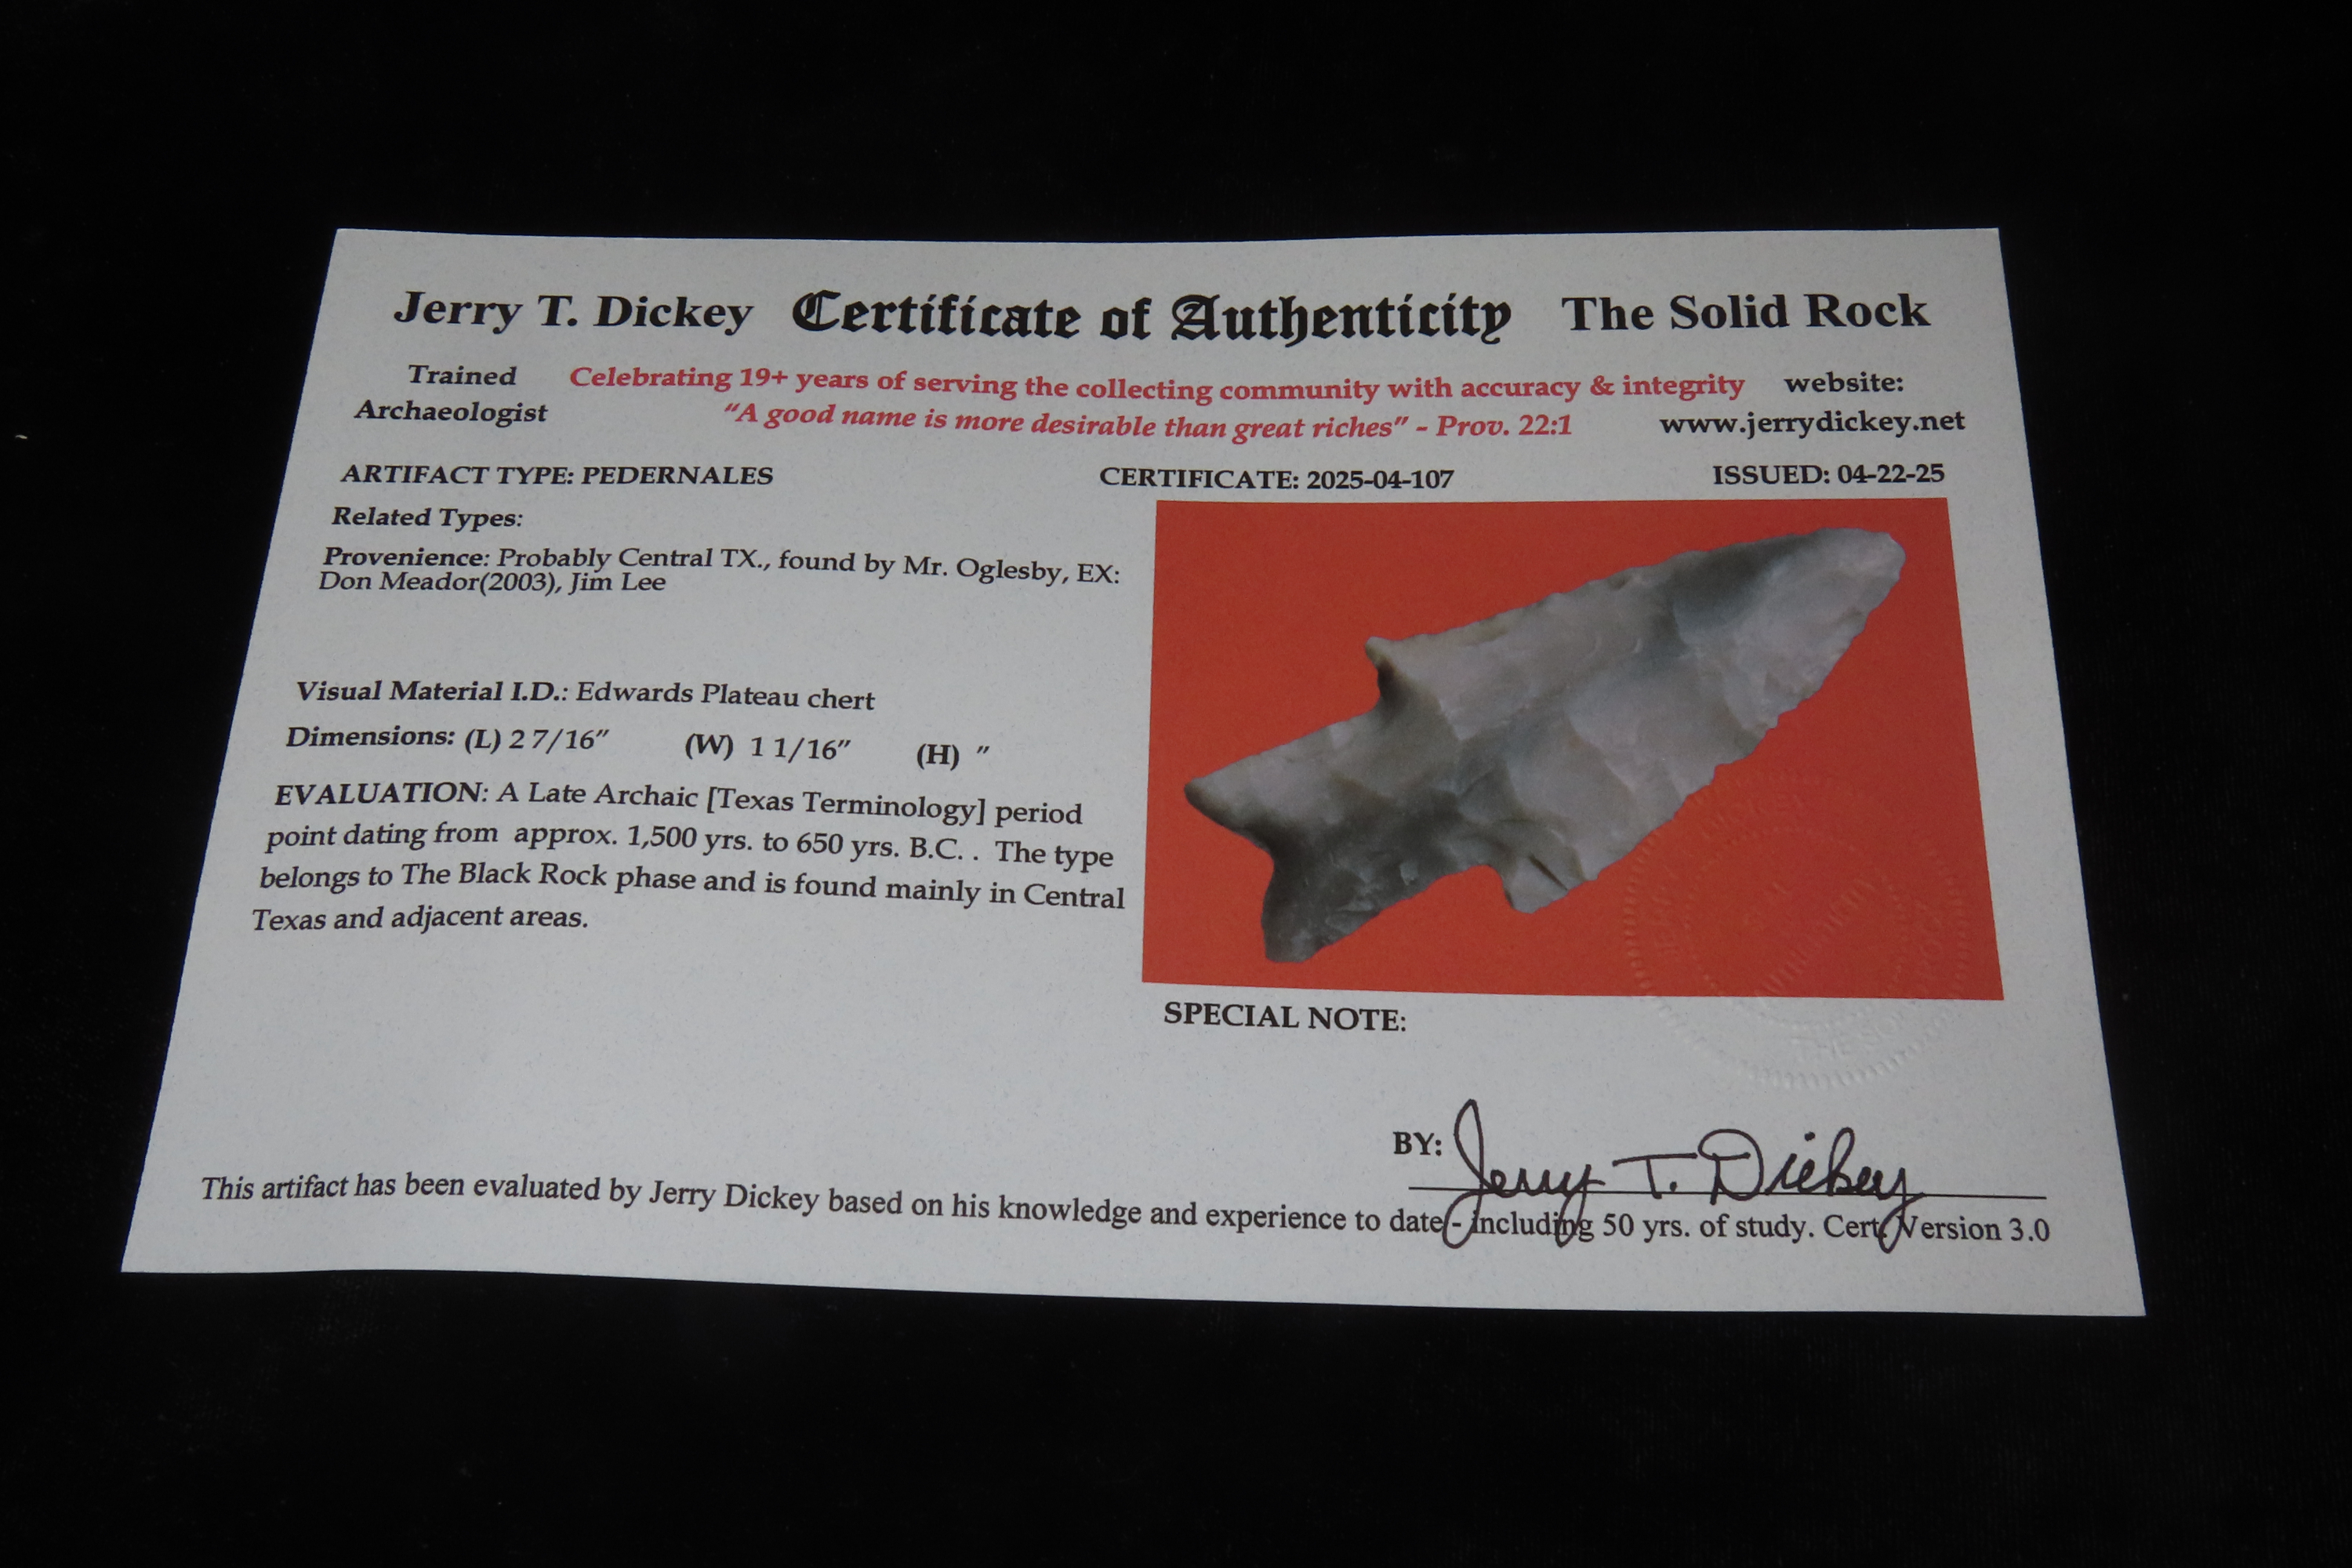 Jerry T. Dickey Certificate of Authenticity The Solid Rock
Trained Celebrating 19+ years of serving the collecting community with accuracy & integrity website:
Archaeologist "A good name is more desirable than great riches" - Prov. 22:1 www.jerrydickey.net
ARTIFACT TYPE: PEDERNALES CERTIFICATE: 2025-04-107 ISSUED: 04-22-25
Related Types:
Provenience: Probably Central TX., found by Mr. Oglesby, EX:
Don Meador(2003), Jim Lee
Visual Material I.D.: Edwards Plateau chert
Dimensions: (L) 2 7/16" (W) 1 1/16" (H) "
EVALUATION: A Late Archaic [Texas Terminology] period
point dating from approx. 1,500 yrs. to 650 yrs. B.C. . The type
belongs to The Black Rock phase and is found mainly in Central
Texas and adjacent areas.
SPECIAL NOTE:
BY: Jerry T. Dickey
This artifact has been evaluated by Jerry Dickey based on his knowledge and experience to date - including 50 yrs. of study. Cert. Version 3.0